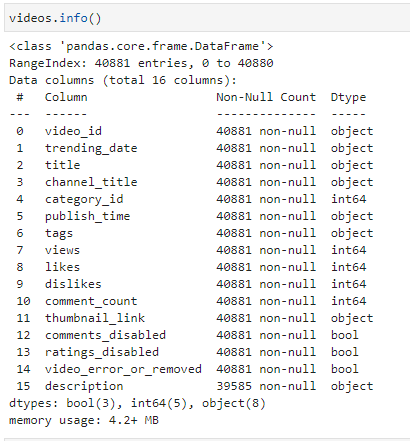 videos.info()
<class 'pandas.core.frame.DataFrame'>
RangeIndex: 40881 entries, 0 to 40880
Data columns (total 16 columns):
 #   Column                  Non-Null Count  Dtype
---  ------                  --------------  -----
 0   video_id                40881 non-null  object
 1   trending_date           40881 non-null  object
 2   title                   40881 non-null  object
 3   channel_title           40881 non-null  object
 4   category_id             40881 non-null  int64
 5   publish_time            40881 non-null  object
 6   tags                    40881 non-null  object
 7   views                   40881 non-null  int64
 8   likes                   40881 non-null  int64
 9   dislikes                40881 non-null  int64
 10  comment_count           40881 non-null  int64
 11  thumbnail_link          40881 non-null  object
 12  comments_disabled       40881 non-null  bool
 13  ratings_disabled        40881 non-null  bool
 14  video_error_or_removed  40881 non-null  bool
 15  description             39585 non-null  object
dtypes: bool(3), int64(5), object(8)
memory usage: 4.2+ MB